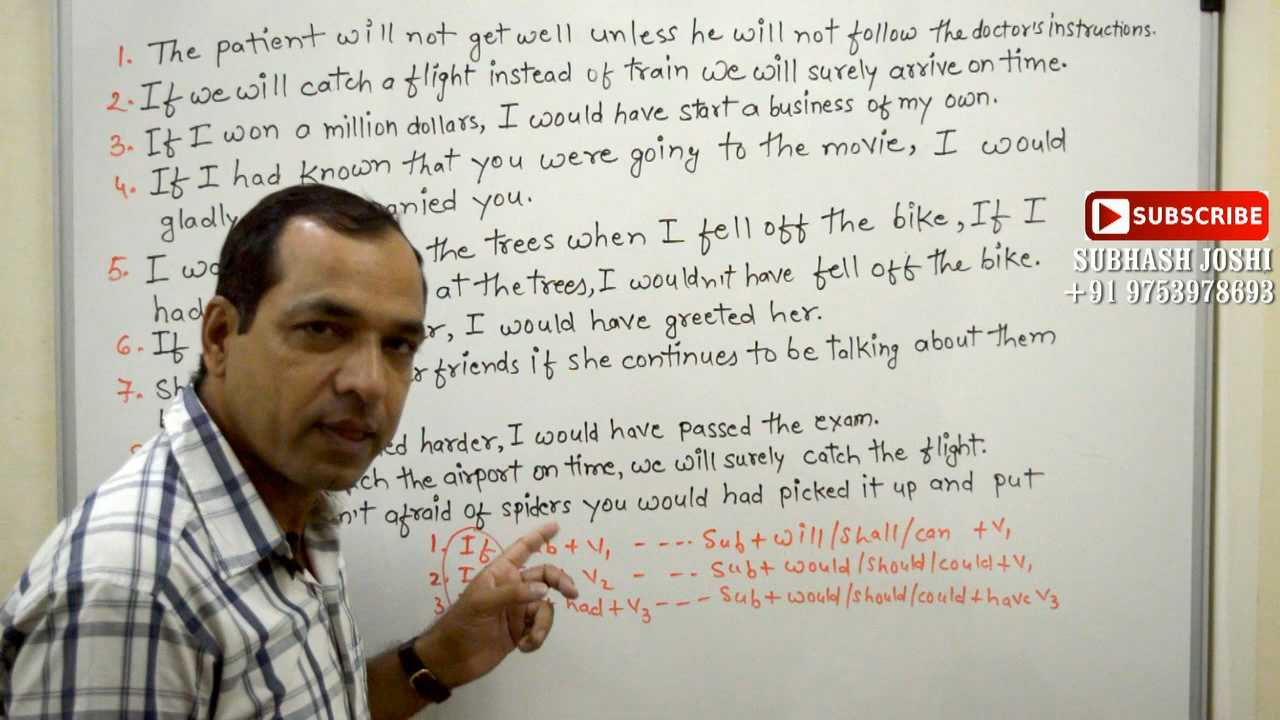 1. The patient will not get well unless he will not follow the doctor's instructions.
2. If we will catch a flight instead of train we will surely arrive on time.
3. If I won a million dollars, I would have start a business of my own.
4. If I had known that you were going to the movie, I would
gladly you.
5. I the trees when I fell off the bike, If I
had at the trees, I wouldn't have fell off the bike.
6. If I would have greeted her.
7. friends if she continues to be talking about them
harder, I would have passed the exam.
the airport on time, we will surely catch the flight.
afraid of spiders you would had picked it up and put
1. If + V1 - - - - Sub + will/shall/can + V1
2. V2 - - - Sub + would/should/could + V1
3 had + V3 - - - Sub + would/should/could + have V3
SUBSCRIBE
SUBHASH JOSHI
+91 9753978693